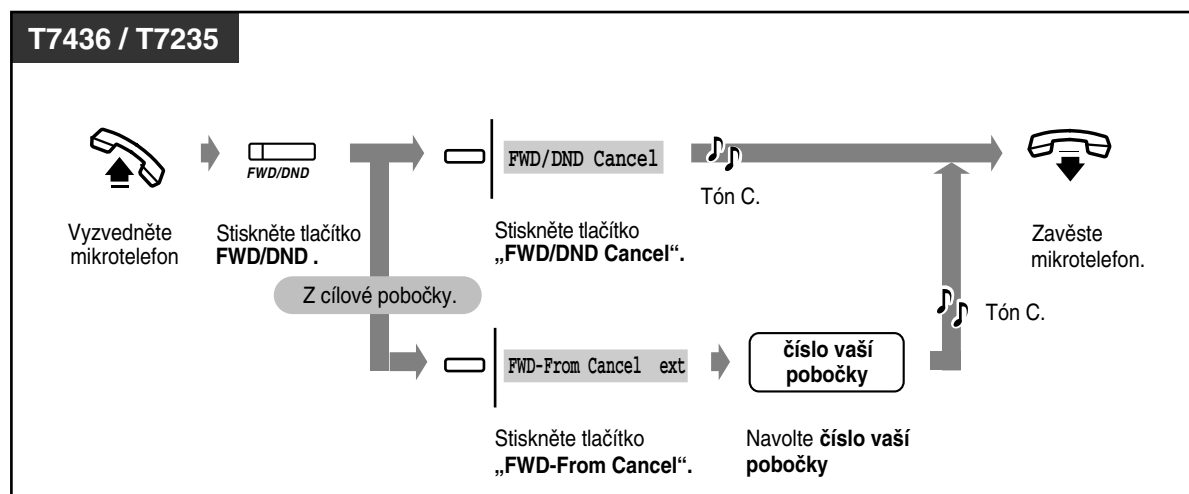 T7436 / T7235
FWD/DND
FWD/DND Cancel
Tón C.
Vyzvedněte
mikrotelefon
Stiskněte tlačítko
FWD/DND .
Stiskněte tlačítko
„FWD/DND Cancel“.
Zavěste
mikrotelefon.
Z cílové pobočky.
Tón C.
FWD-From Cancel ext
číslo vaší
pobočky
Stiskněte tlačítko
„FWD-From Cancel“.
Navolte číslo vaší
pobočky